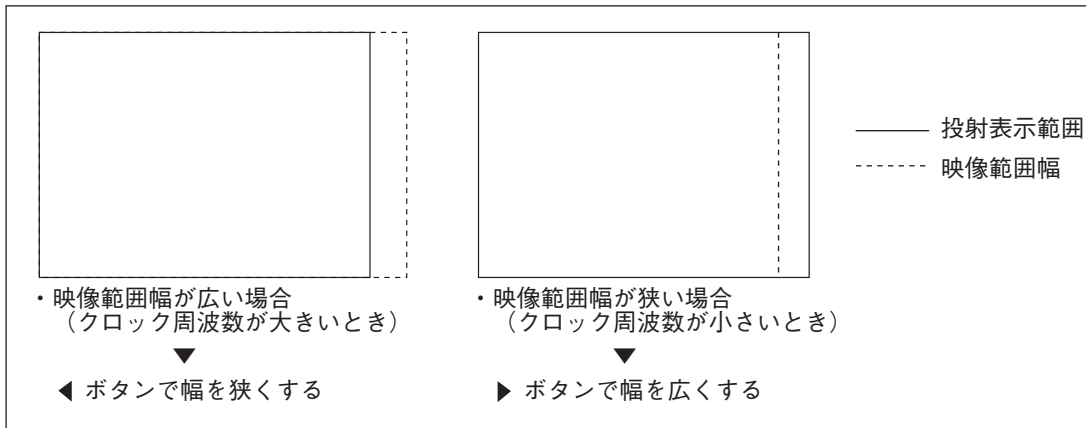 投射表示範囲
映像範囲幅
・映像範囲幅が広い場合
（クロック周波数が大きいとき）
▼
◀ ボタンで幅を狭くする
・映像範囲幅が狭い場合
（クロック周波数が小さいとき）
▼
▶ ボタンで幅を広くする